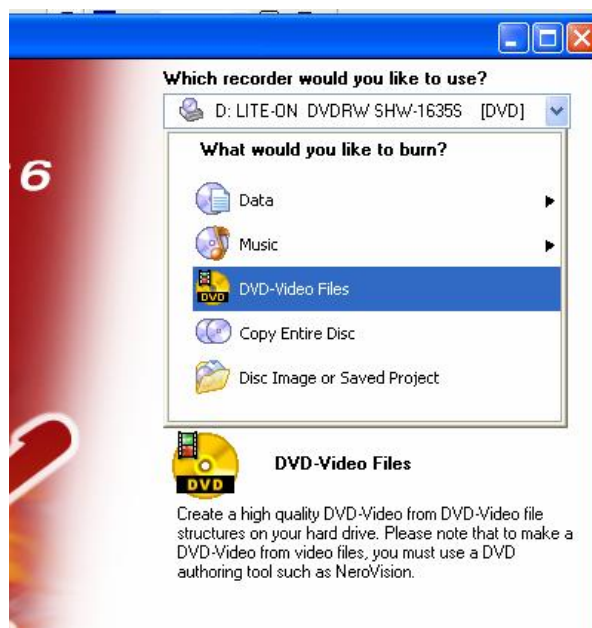 Which recorder would you like to use?
D: LITE-ON DVDRW SHW-1635S [DVD]
What would you like to burn?
6
Data
Music
DVD-Video Files
Copy Entire Disc
Disc Image or Saved Project
DVD-Video Files
Create a high quality DVD-Video from DVD-Video file
structures on your hard drive. Please note that to make a
DVD-Video from video files, you must use a DVD
authoring tool such as NeroVision.